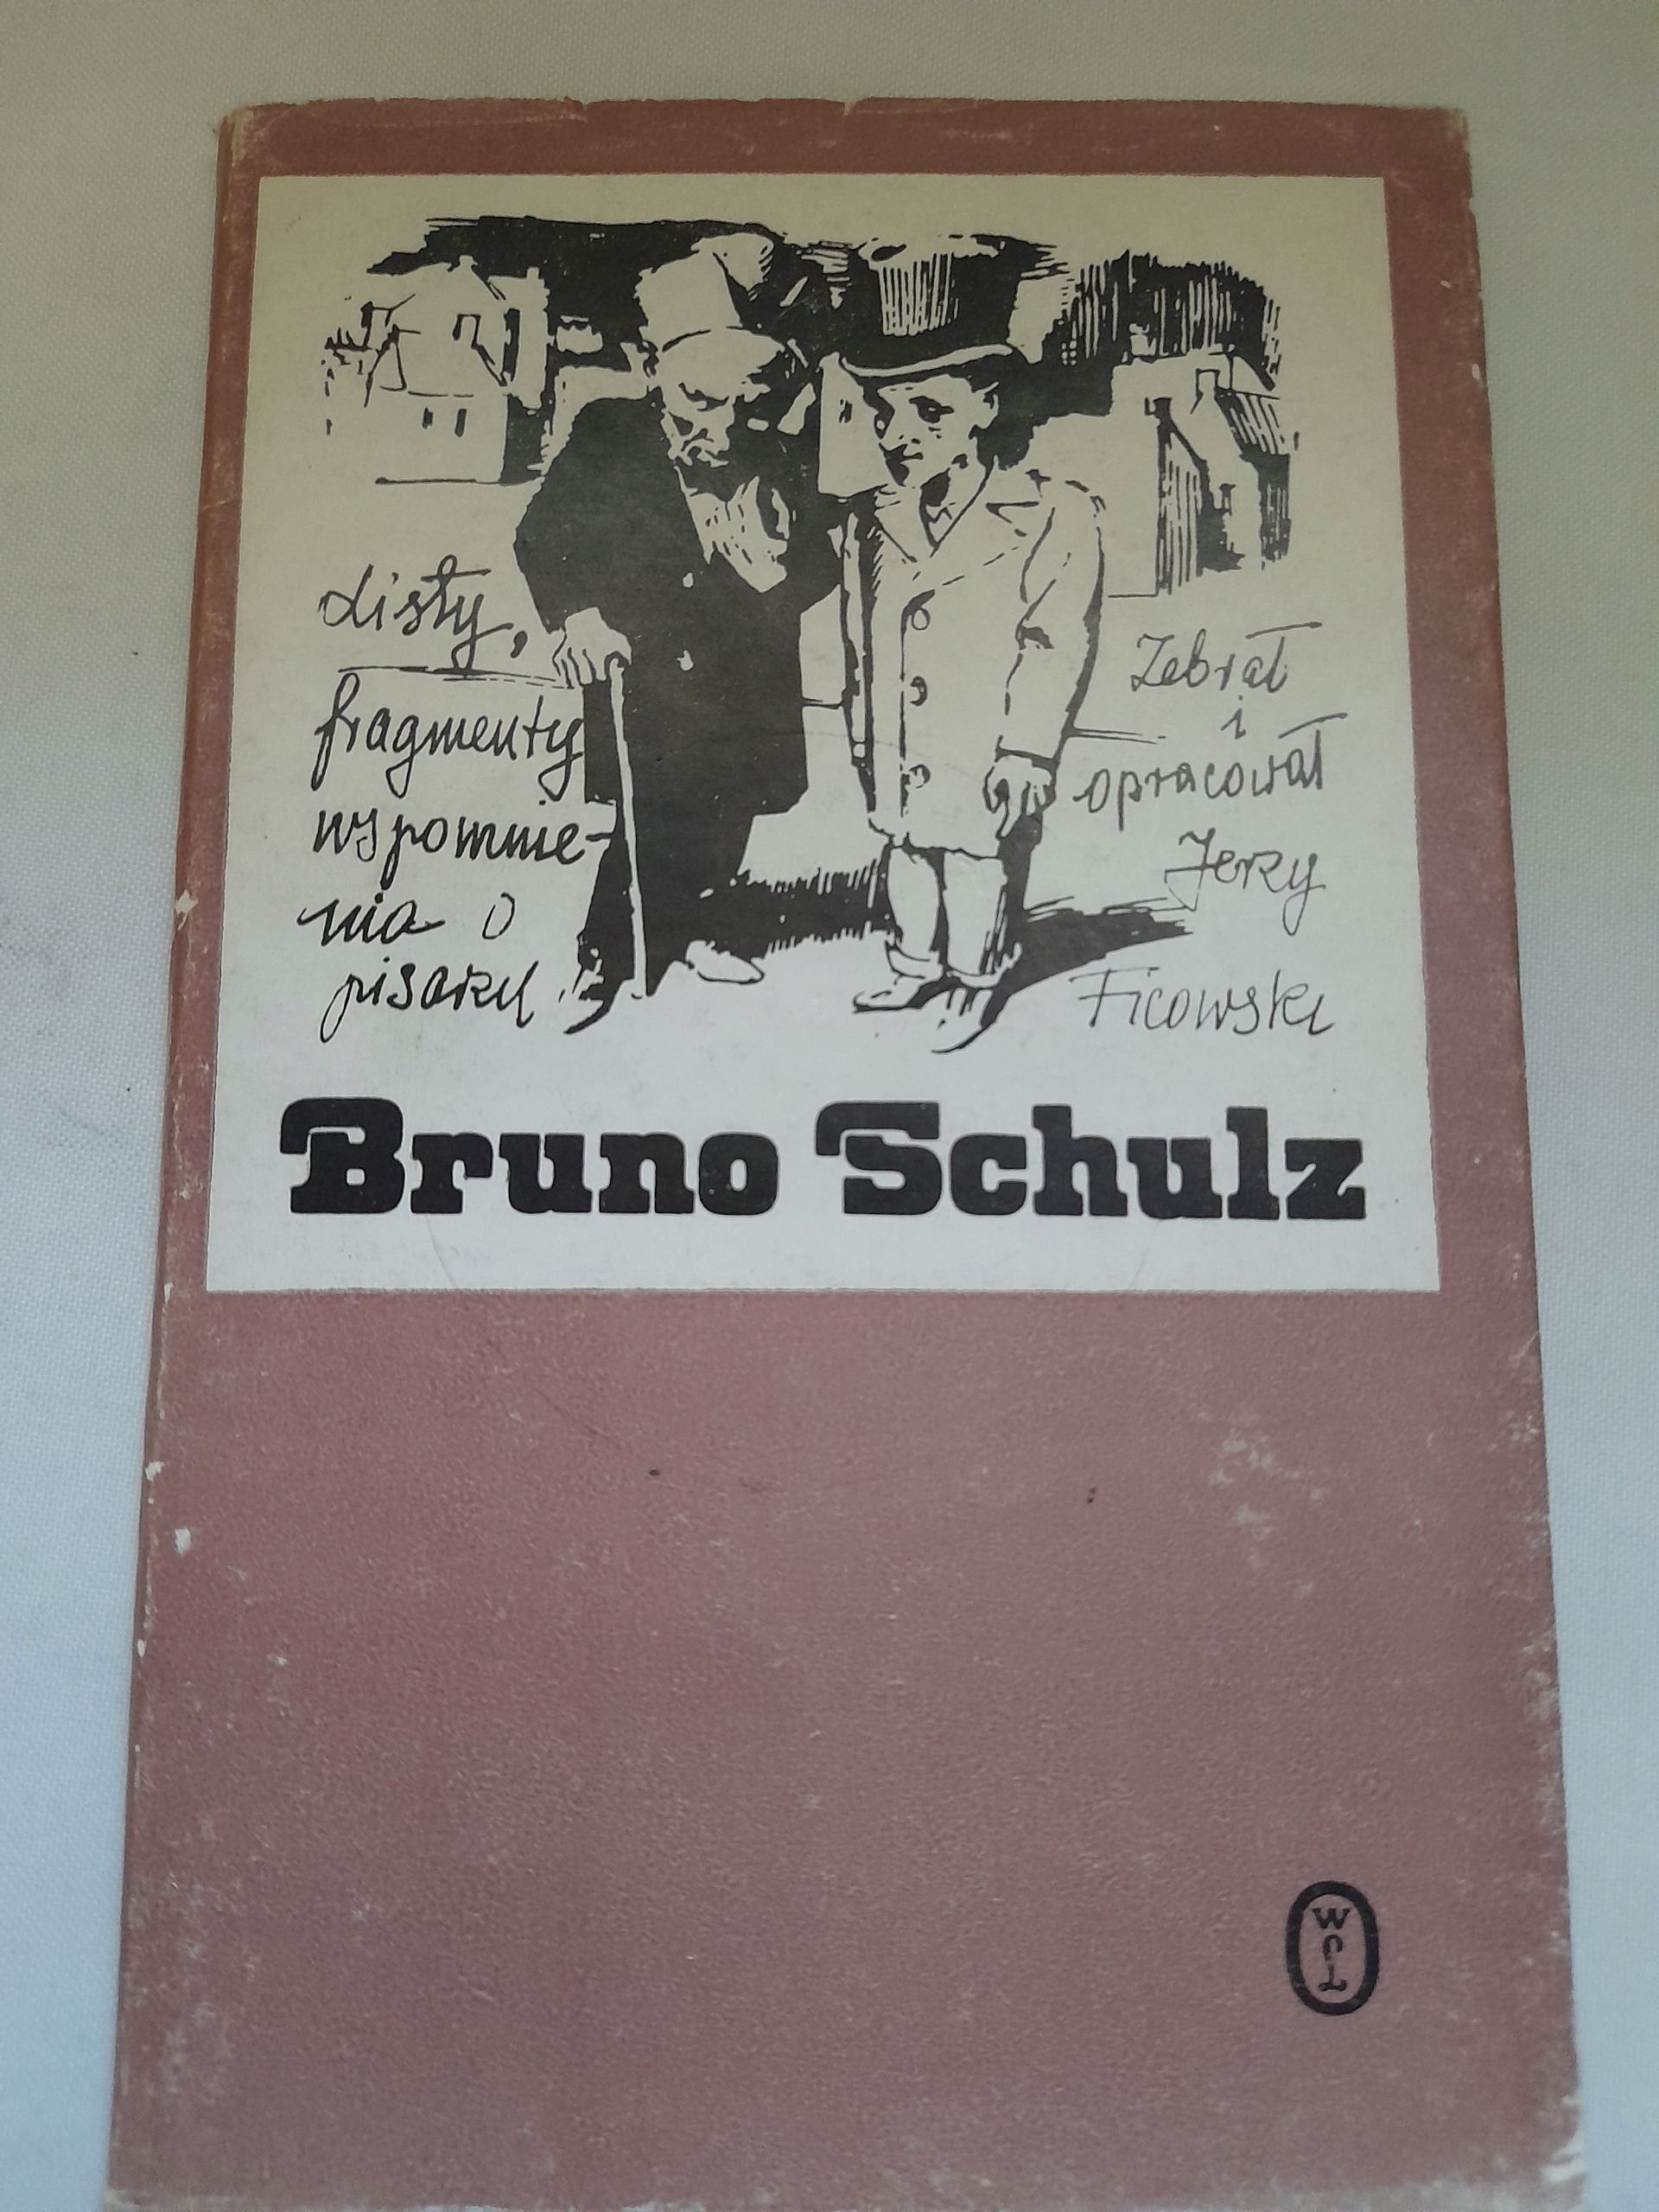 Listy,
fragmenty
wspomnie-
nia o
pisarzu
Zebrał
i
opracował
Jerzy
Ficowski
Bruno Schulz
WL